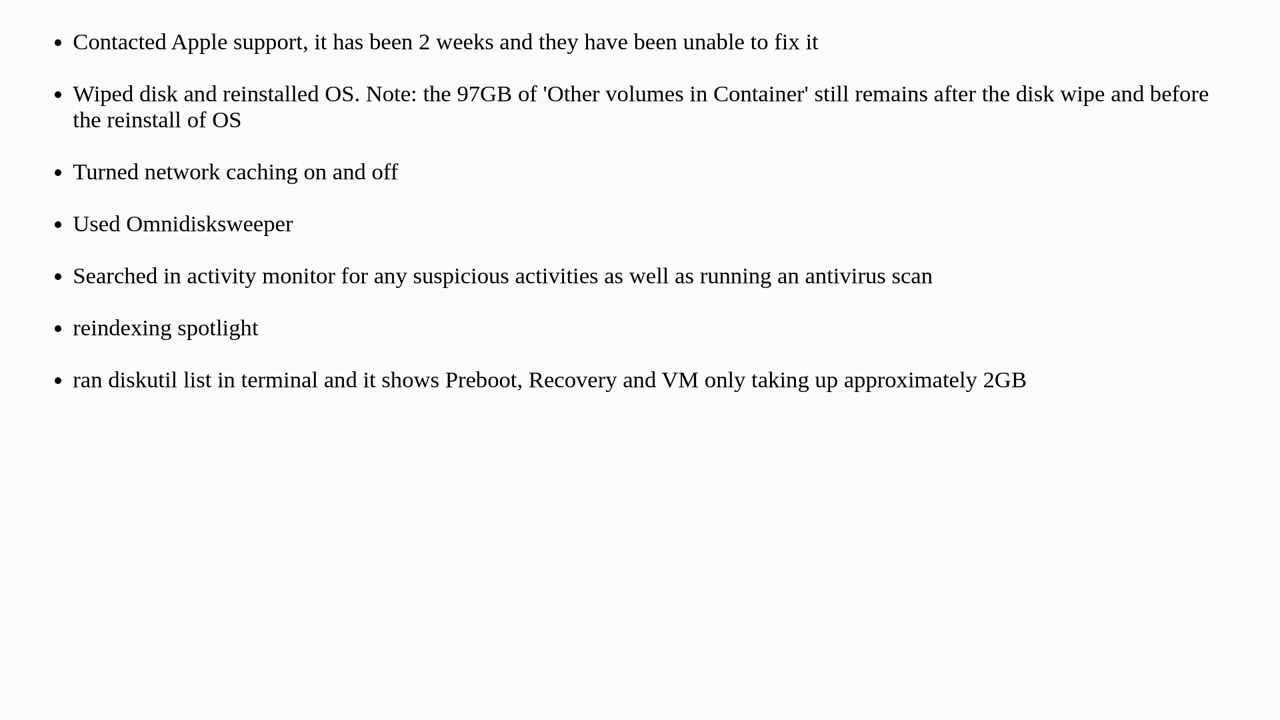 • Contacted Apple support, it has been 2 weeks and they have been unable to fix it
• Wiped disk and reinstalled OS. Note: the 97GB of 'Other volumes in Container' still remains after the disk wipe and before
the reinstall of OS
• Turned network caching on and off
• Used Omnidisksweeper
• Searched in activity monitor for any suspicious activities as well as running an antivirus scan
• reindexing spotlight
• ran diskutil list in terminal and it shows Preboot, Recovery and VM only taking up approximately 2GB